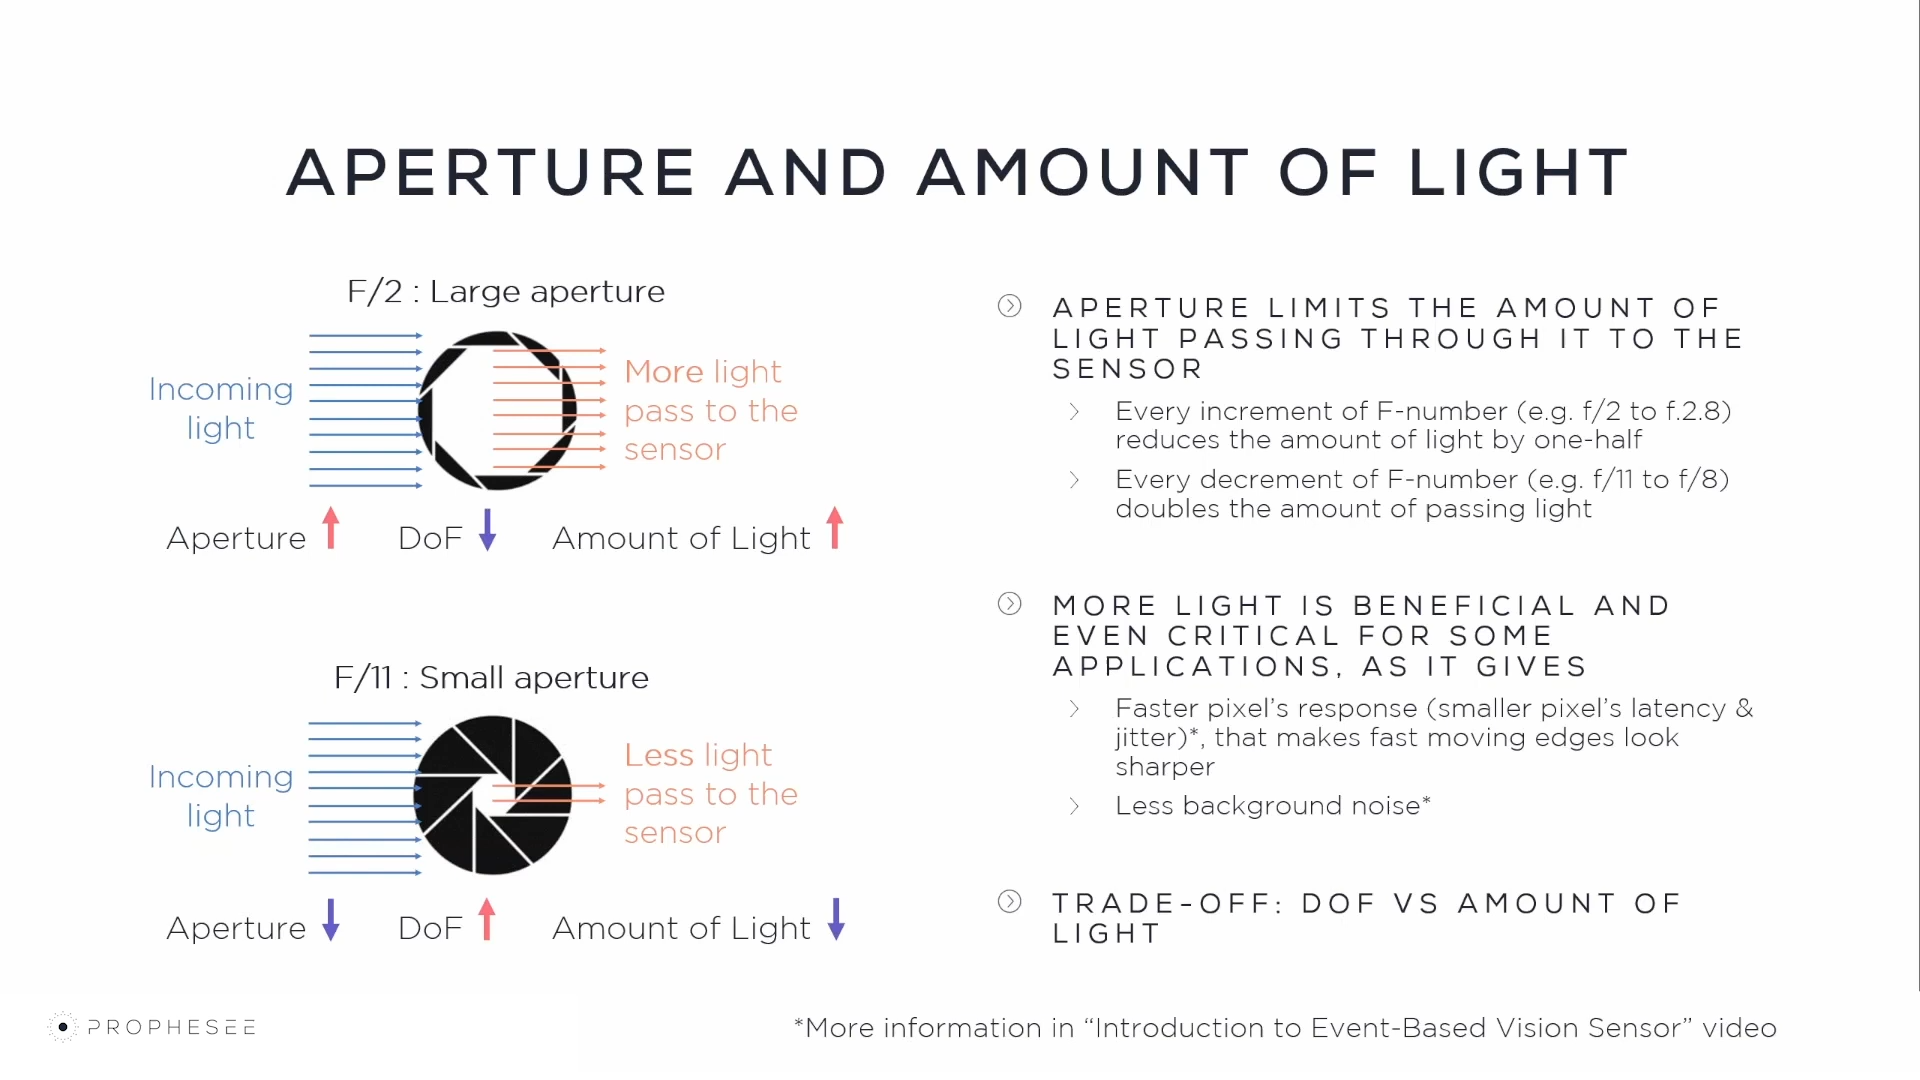 APERTURE AND AMOUNT OF LIGHT
F/2 : Large aperture
Incoming
light
More light
pass to the
sensor
Aperture
DoF
Amount of Light
F/11 : Small aperture
Incoming
light
Less light
pass to the
sensor
Aperture
DoF
Amount of Light
APERTURE LIMITS THE AMOUNT OF
LIGHT PASSING THROUGH IT TO THE
SENSOR
Every increment of F-number (e.g. f/2 to f.2.8)
reduces the amount of light by one-half
Every decrement of F-number (e.g. f/11 to f/8)
doubles the amount of passing light
MORE LIGHT IS BENEFICIAL AND
EVEN CRITICAL FOR SOME
APPLICATIONS, AS IT GIVES
Faster pixel's response (smaller pixel's latency &
jitter)*, that makes fast moving edges look
sharper
Less background noise*
TRADE-OFF: DOF VS AMOUNT OF
LIGHT
PROPHESEE
*More information in “Introduction to Event-Based Vision Sensor” video